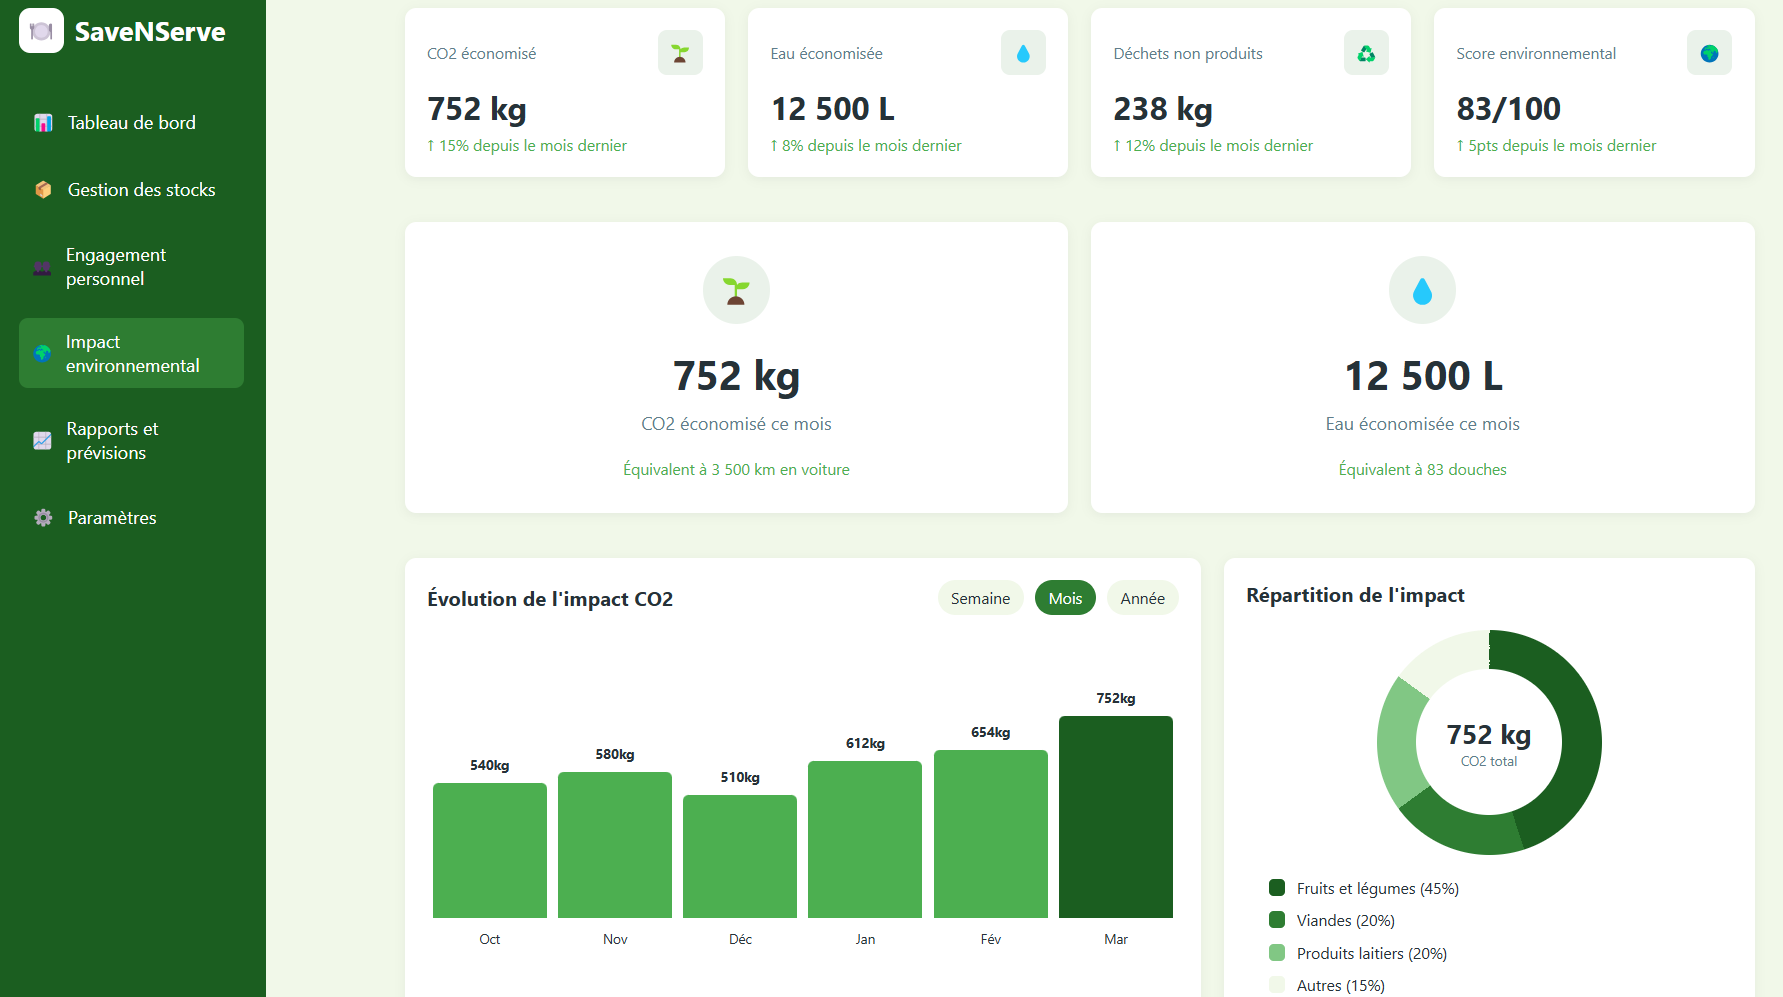 SaveNServe
Tableau de bord
Gestion des stocks
Engagement
personnel
Impact
environnemental
Rapports et
prévisions
Paramètres
CO2 économisé
752 kg
↑ 15% depuis le mois dernier
Eau économisée
12 500 L
↑ 8% depuis le mois dernier
Déchets non produits
238 kg
↑ 12% depuis le mois dernier
Score environnemental
83/100
↑ 5pts depuis le mois dernier
752 kg
CO2 économisé ce mois
Équivalent à 3 500 km en voiture
12 500 L
Eau économisée ce mois
Équivalent à 83 douches
Évolution de l'impact CO2
Semaine
Mois
Année
540kg
580kg
510kg
612kg
654kg
752kg
Oct
Nov
Déc
Jan
Fév
Mar
Répartition de l'impact
752 kg
CO2 total
Fruits et légumes (45%)
Viandes (20%)
Produits laitiers (20%)
Autres (15%)